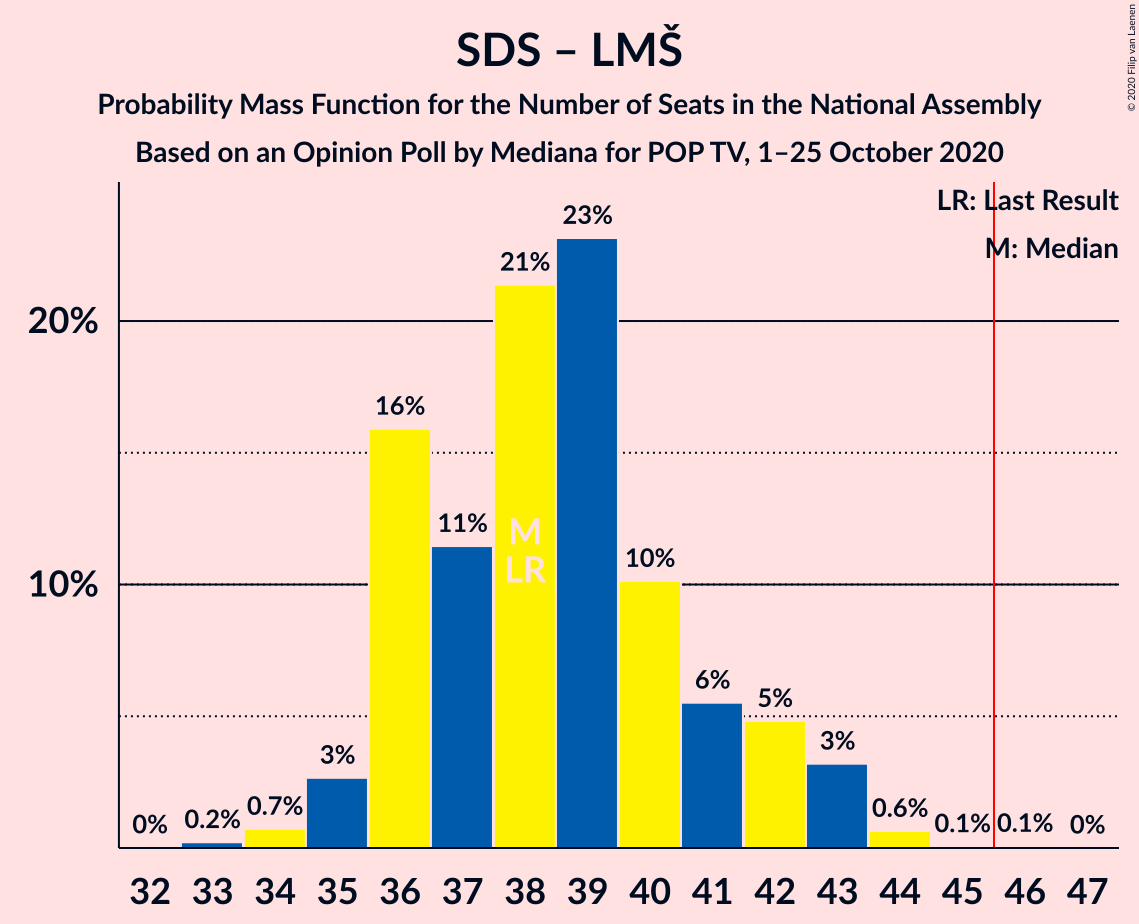 SDS – LMŠ
Probability Mass Function for the Number of Seats in the National Assembly
Based on an Opinion Poll by Mediana for POP TV, 1–25 October 2020
© 2020 Filip van Laenen
LR: Last Result
M: Median
20%
10%
0%
0.2%
0.7%
3%
16%
11%
21%
23%
10%
6%
5%
3%
0.6%
0.1%
0.1%
0%
M
LR
32 33 34 35 36 37 38 39 40 41 42 43 44 45 46 47